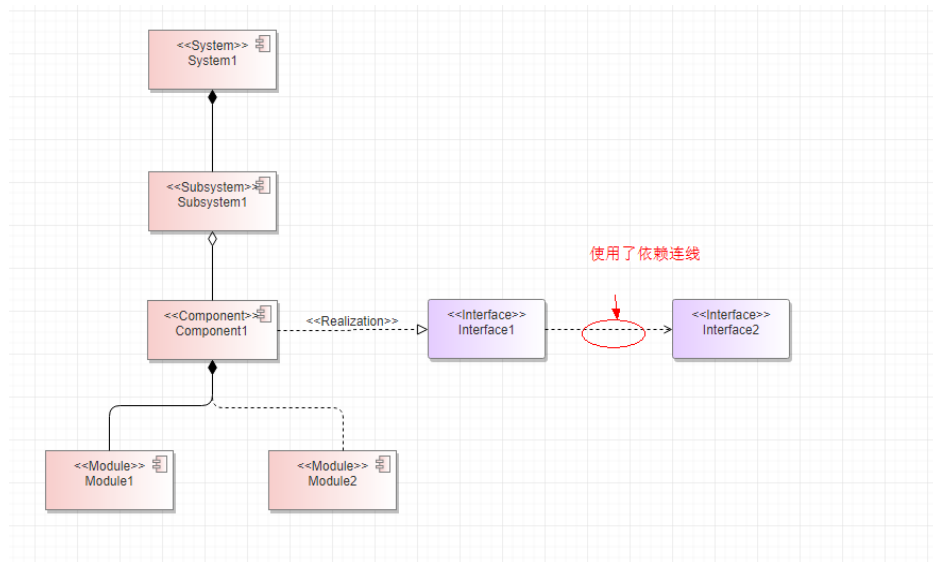 <<System>>
System1
<<Subsystem>>
Subsystem1
使用了依赖连线
<<Component>>
Component1
<<Realization>>
<<Interface>>
Interface1
<<Interface>>
Interface2
<<Module>>
Module1
<<Module>>
Module2